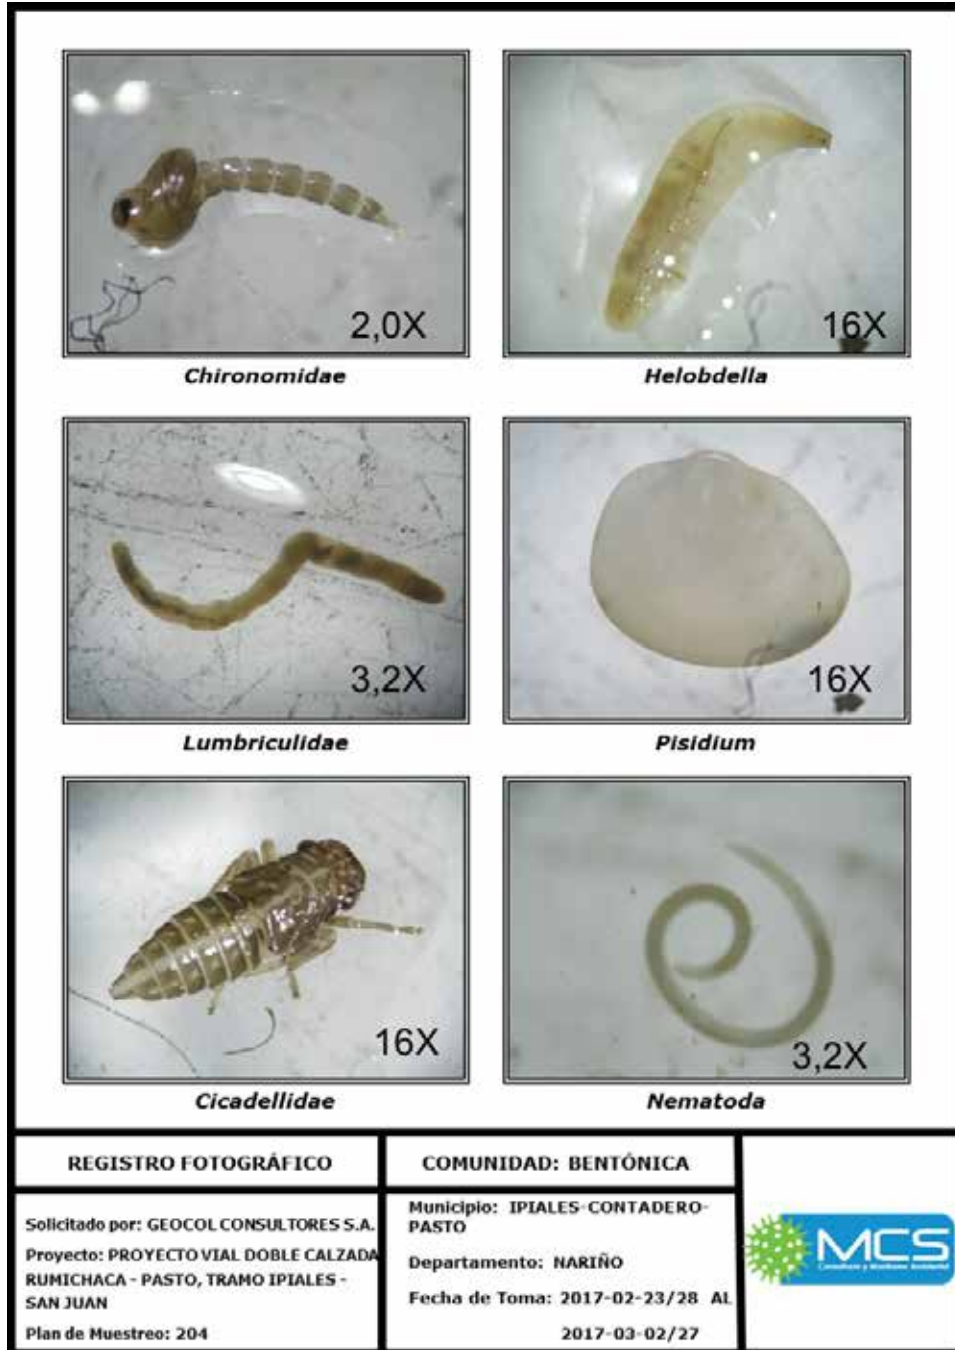 2,0X
16X
Chironomidae
Helobdella
3,2X
16X
Lumbriculidae
Pisidium
16X
3,2X
Cicadellidae
Nematoda
REGISTRO FOTOGRÁFICO
COMUNIDAD: BENTÓNICA
Solicitado por: GEOCOL CONSULTORES S.A.
Proyecto: PROYECTO VIAL DOBLE CALZADA
RUMICHACA - PASTO, TRAMO IPIALES -
SAN JUAN
Plan de Muestreo: 204
Municipio: IPIALES-CONTADERO-
PASTO
Departamento: NARIÑO
Fecha de Toma: 2017-02-23/28 AL
2017-03-02/27
MCS
Consultoría y Monitoreo Ambiental